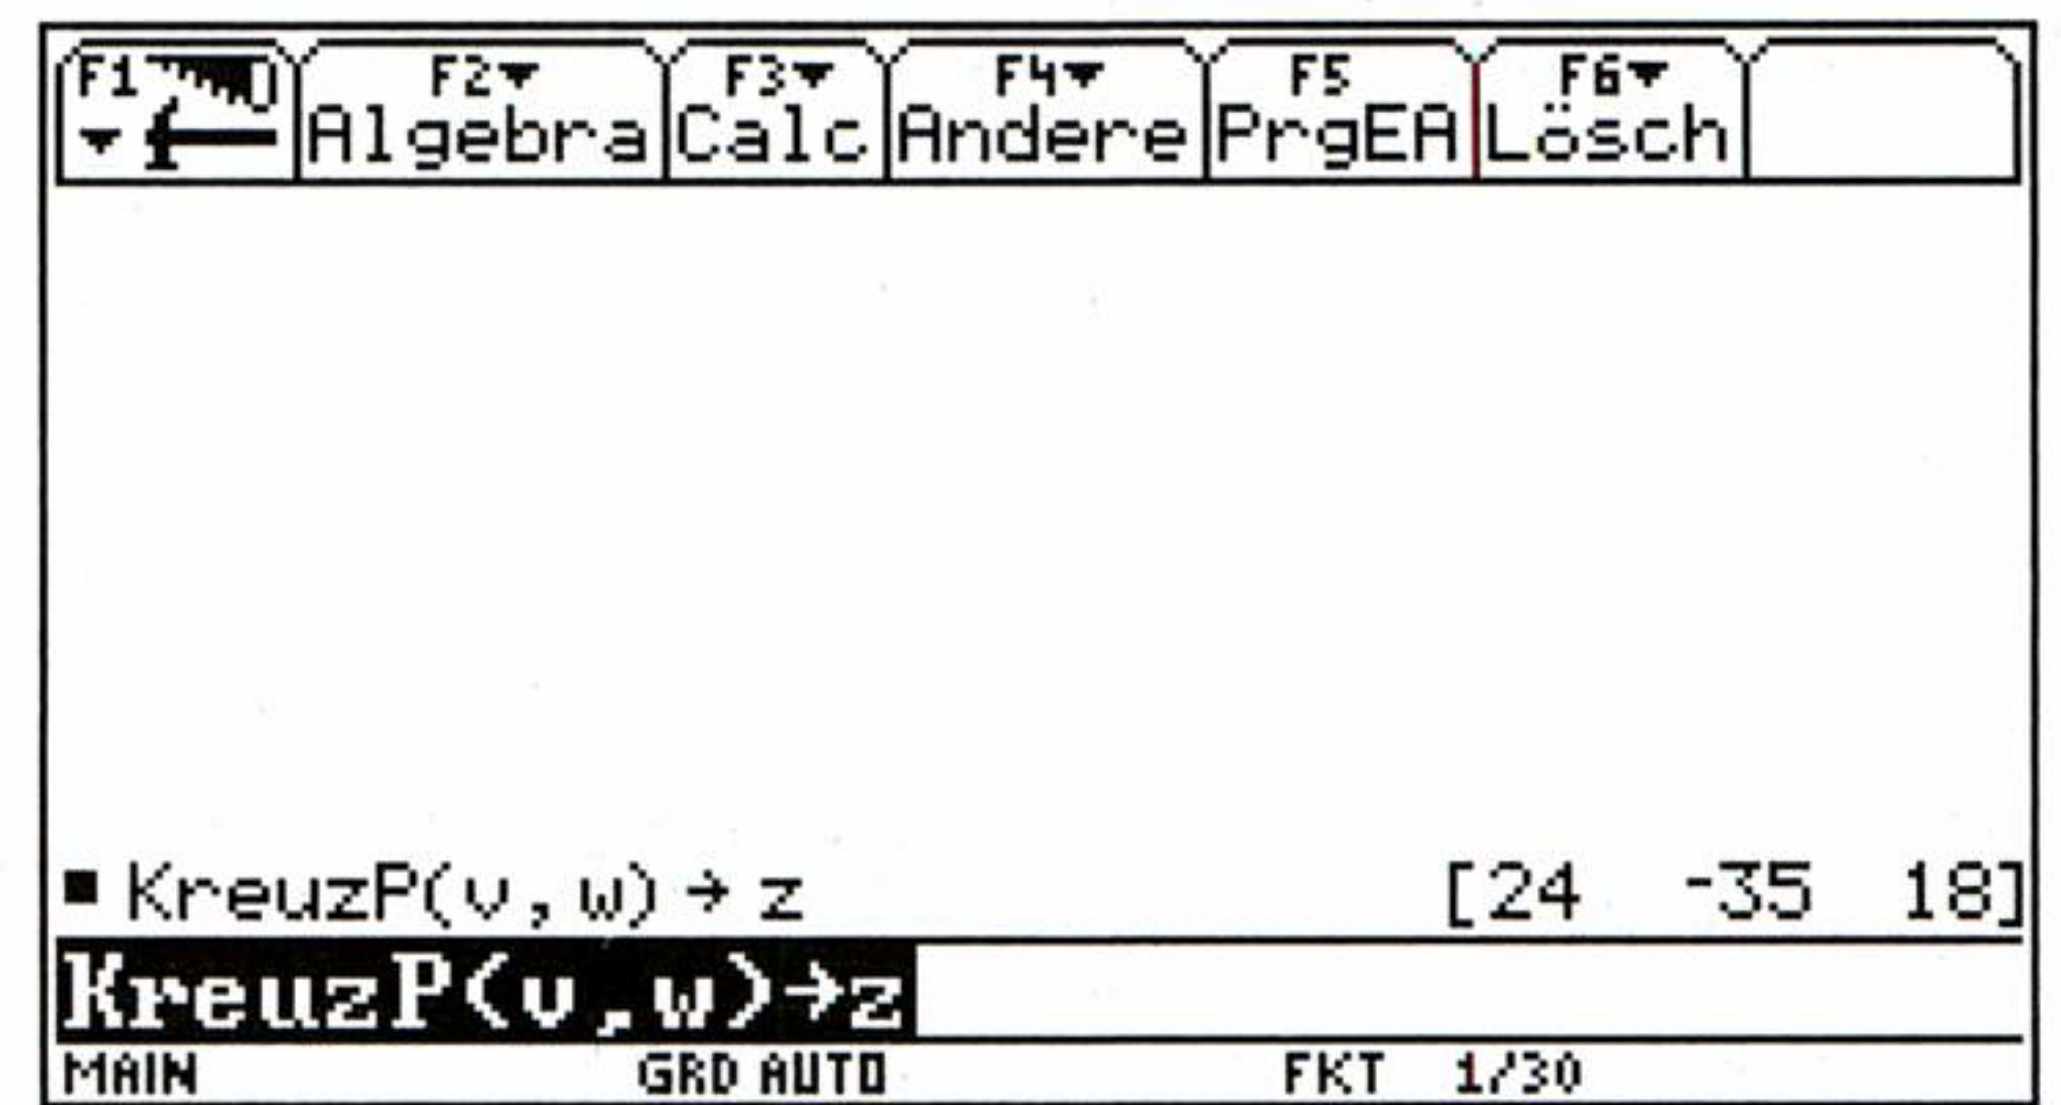 F1 F2 F3 F4 F5 F6
Algebra Calc Andere PrgEA Lösch
KreuzP(v,w)→z [24 -35 18]
KreuzP(v,w)→z
MAIN GRD AUTO FKT 1/30